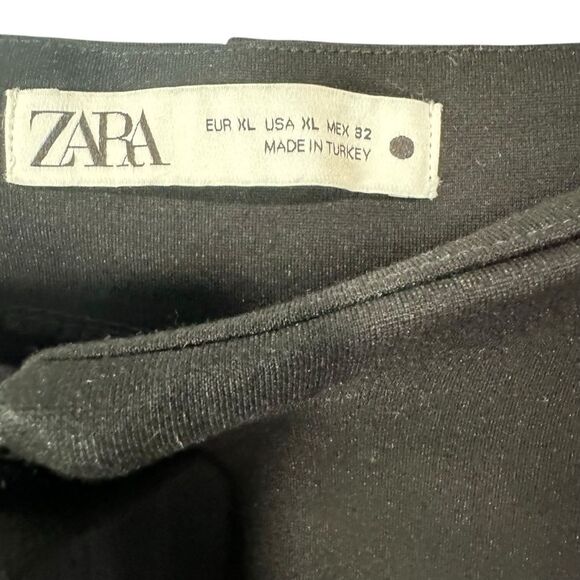 ZARA
EUR XL USA XL MEX 32
MADE IN TURKEY